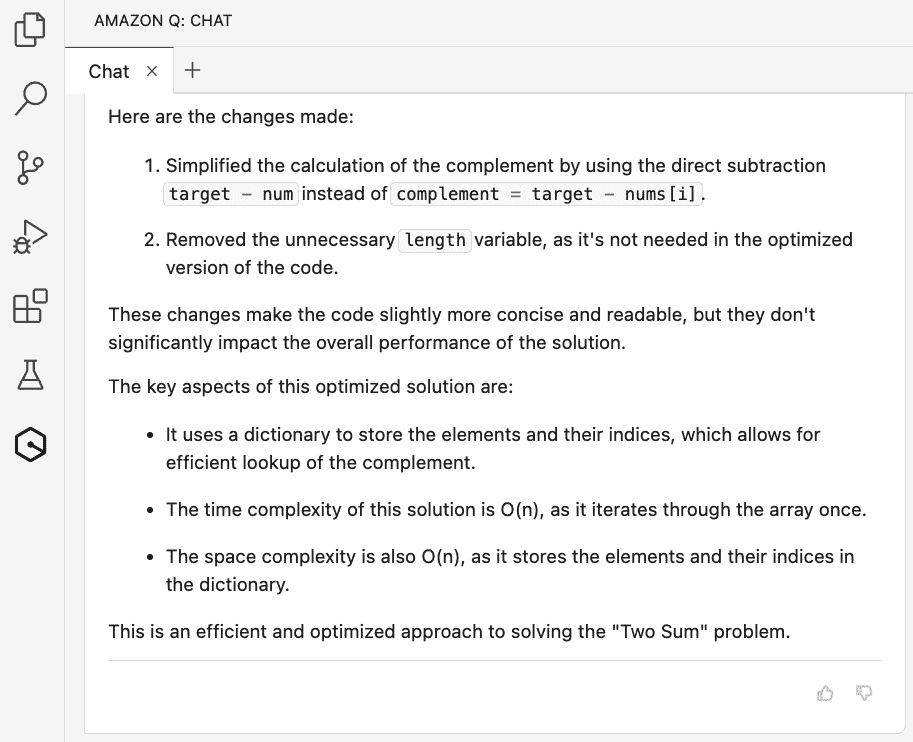 AMAZON Q: CHAT
Chat
Here are the changes made:
1. Simplified the calculation of the complement by using the direct subtraction
target - num instead of complement = target - nums[i].
2. Removed the unnecessary length variable, as it's not needed in the optimized
version of the code.
These changes make the code slightly more concise and readable, but they don't
significantly impact the overall performance of the solution.
The key aspects of this optimized solution are:
• It uses a dictionary to store the elements and their indices, which allows for
efficient lookup of the complement.
• The time complexity of this solution is O(n), as it iterates through the array once.
• The space complexity is also O(n), as it stores the elements and their indices in
the dictionary.
This is an efficient and optimized approach to solving the "Two Sum" problem.